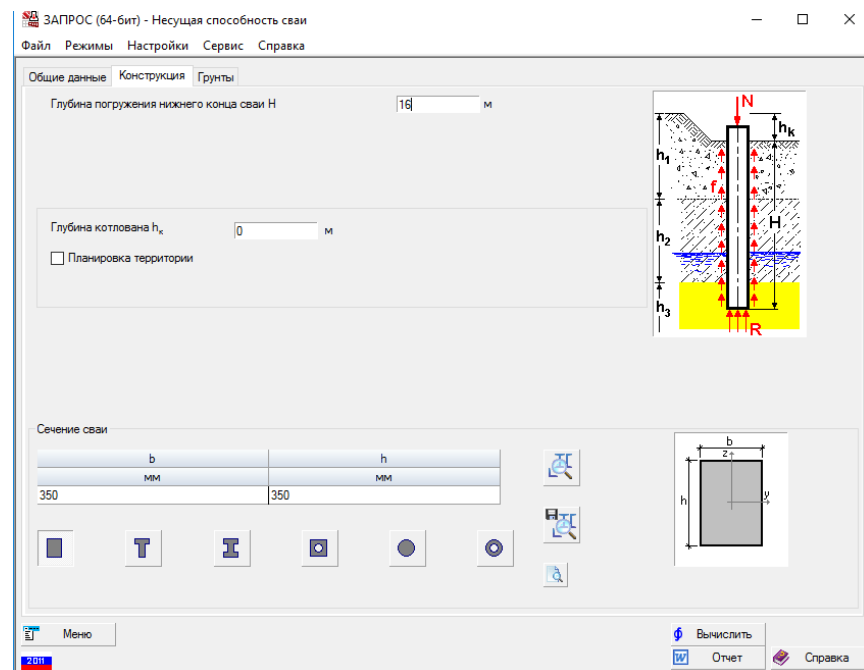 ЗАПРОС (64-бит) - Несущая способность сваи
Файл Режимы Настройки Сервис Справка
Общие данные Конструкция Грунты
Глубина погружения нижнего конца сваи H 16 м
N
hk
h1
f
H
h2
h3
R
Глубина котлована hк 0 м
Планировка территории
Сечение сваи
b h
мм мм
350 350
b
z
h
y
Меню
Вычислить
2011
Отчет Справка